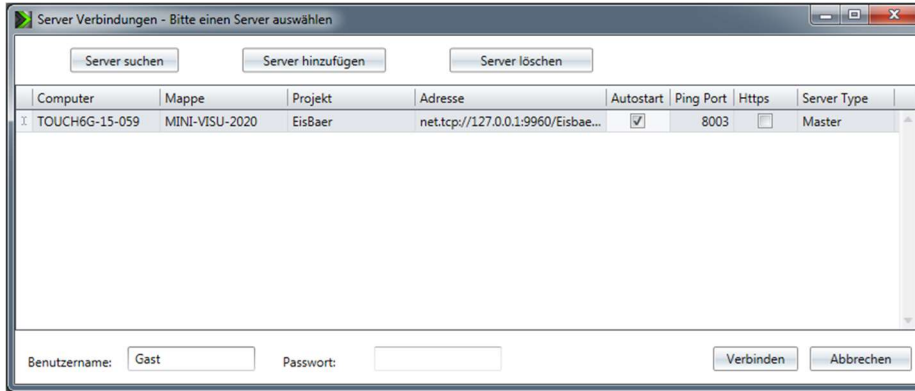 Server Verbindungen - Bitte einen Server auswählen
Server suchen Server hinzufügen Server löschen
Computer Mappe Projekt Adresse Autostart Ping Port Https Server Type
TOUCH6G-15-059 MINI-VISU-2020 EisBaer net.tcp://127.0.0.1:9960/Eisbae... 8003 Master
Benutzername: Gast Passwort: Verbinden Abbrechen